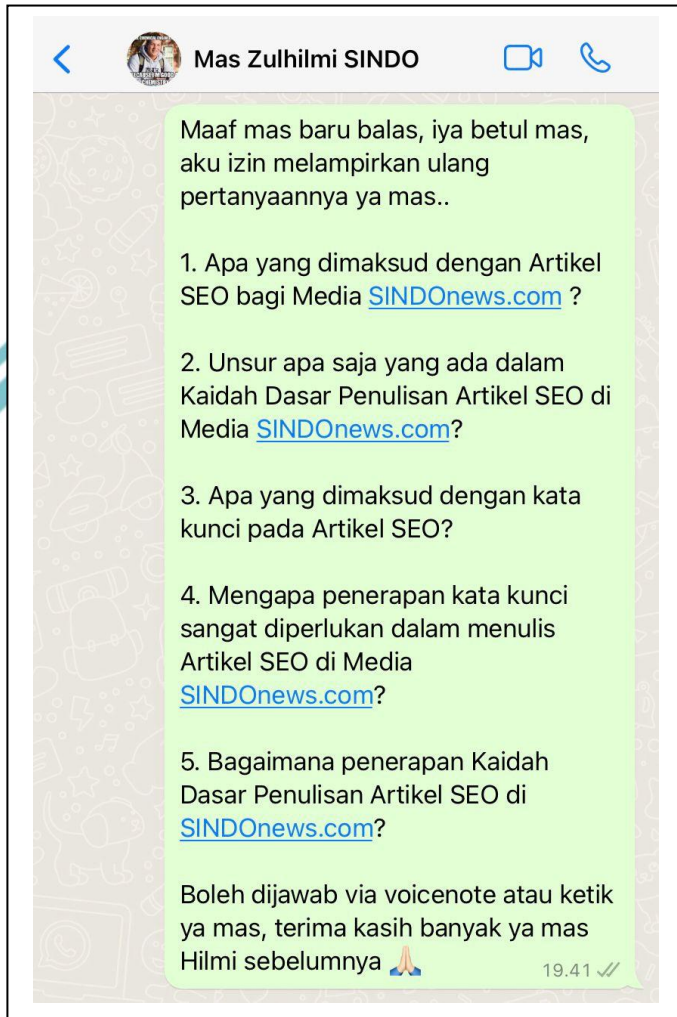 Mas Zulhilmi SINDO
Maaf mas baru balas, iya betul mas,
aku izin melampirkan ulang
pertanyaannya ya mas..
1. Apa yang dimaksud dengan Artikel
SEO bagi Media SINDOnews.com ?
2. Unsur apa saja yang ada dalam
Kaidah Dasar Penulisan Artikel SEO di
Media SINDOnews.com?
3. Apa yang dimaksud dengan kata
kunci pada Artikel SEO?
4. Mengapa penerapan kata kunci
sangat diperlukan dalam menulis
Artikel SEO di Media
SINDOnews.com?
5. Bagaimana penerapan Kaidah
Dasar Penulisan Artikel SEO di
SINDOnews.com?
Boleh dijawab via voicenote atau ketik
ya mas, terima kasih banyak ya mas
Hilmi sebelumnya 🙏🏻
19.41